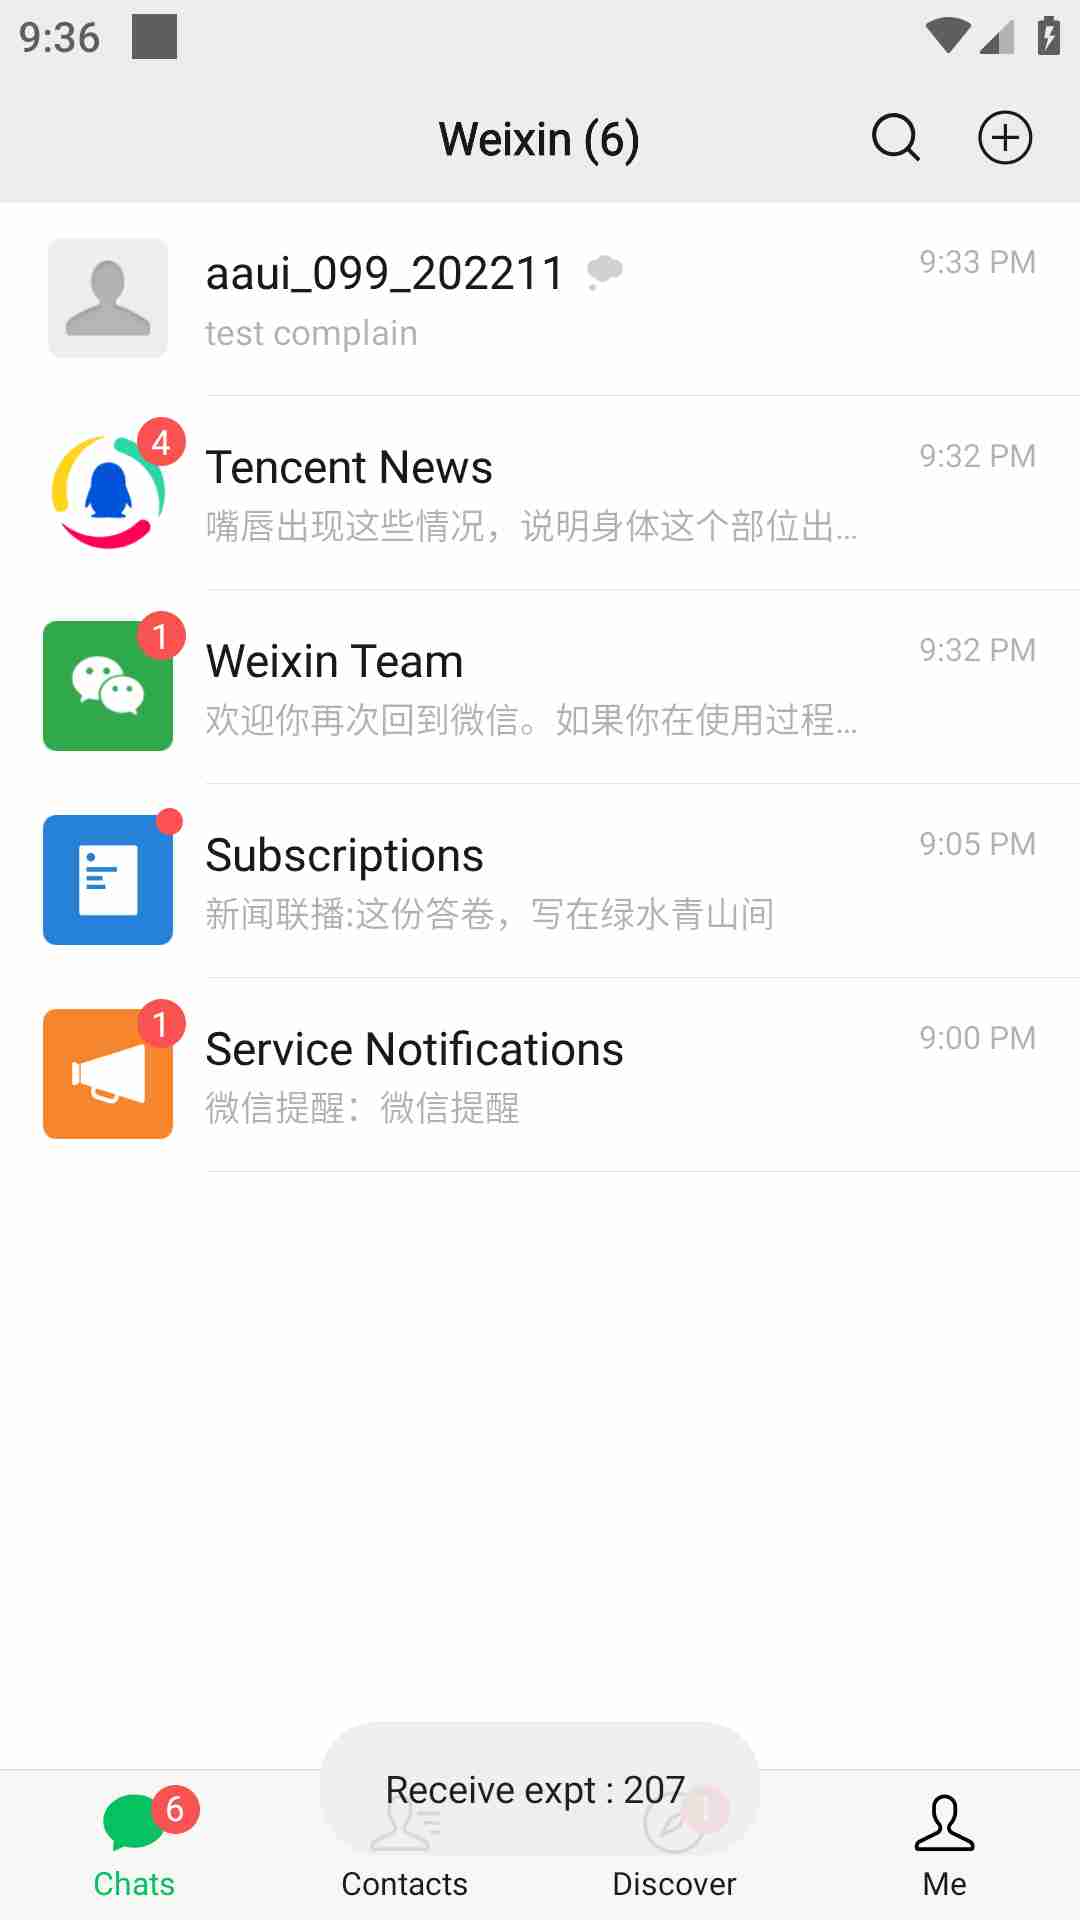 9:36
Weixin (6)
aaui_099_202211
9:33 PM
test complain
4
Tencent News
9:32 PM
嘴唇出现这些情况，说明身体这个部位出...
1
Weixin Team
9:32 PM
欢迎你再次回到微信。如果你在使用过程...
Subscriptions
9:05 PM
新闻联播:这份答卷，写在绿水青山间
1
Service Notifications
9:00 PM
微信提醒：微信提醒
Receive expt : 207
6
1
Chats
Contacts
Discover
Me